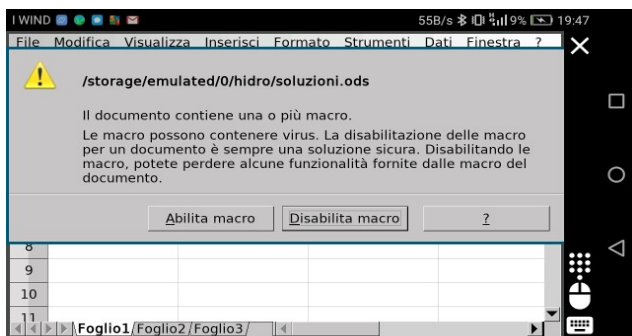 I WIND 55B/s 9% 19:47
File Modifica Visualizza Inserisci Formato Strumenti Dati Finestra ?
/storage/emulated/0/hidro/soluzioni.ods
Il documento contiene una o più macro.
Le macro possono contenere virus. La disabilitazione delle macro
per un documento è sempre una soluzione sicura. Disabilitando le
macro, potete perdere alcune funzionalità fornite dalle macro del
documento.
Abilita macro Disabilita macro ?
8
9
10
11
Foglio1 Foglio2 Foglio3